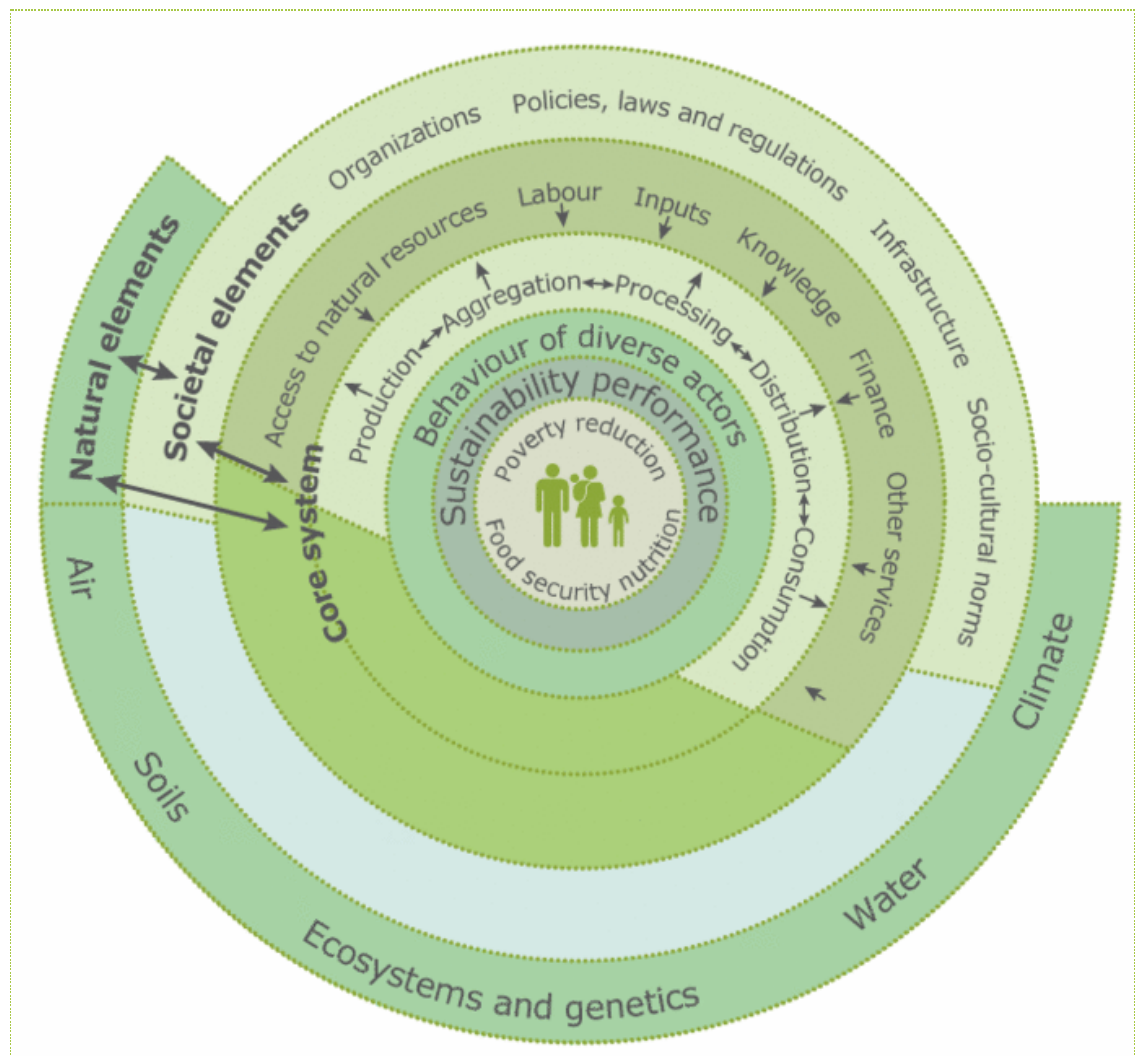 Natural elements
Air
Soils
Ecosystems and genetics
Water
Climate
Societal elements
Organizations
Policies, laws and regulations
Infrastructure
Socio-cultural norms
Core system
Access to natural resources
Labour
Inputs
Knowledge
Finance
Other services
Production
Aggregation
Processing
Distribution
Consumption
Behaviour of diverse actors
Sustainability performance
Poverty reduction
Food security nutrition